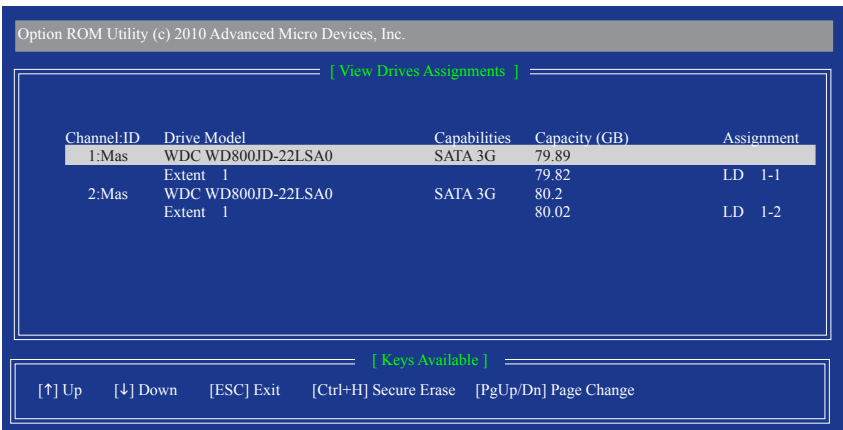 Option ROM Utility (c) 2010 Advanced Micro Devices, Inc.
[ View Drives Assignments ]
Channel:ID Drive Model Capabilities Capacity (GB) Assignment
1:Mas WDC WD800JD-22LSA0 SATA 3G 79.89
Extent 1 79.82 LD 1-1
2:Mas WDC WD800JD-22LSA0 SATA 3G 80.2
Extent 1 80.02 LD 1-2
[ Keys Available ]
[↑] Up [↓] Down [ESC] Exit [Ctrl+H] Secure Erase [PgUp/Dn] Page Change